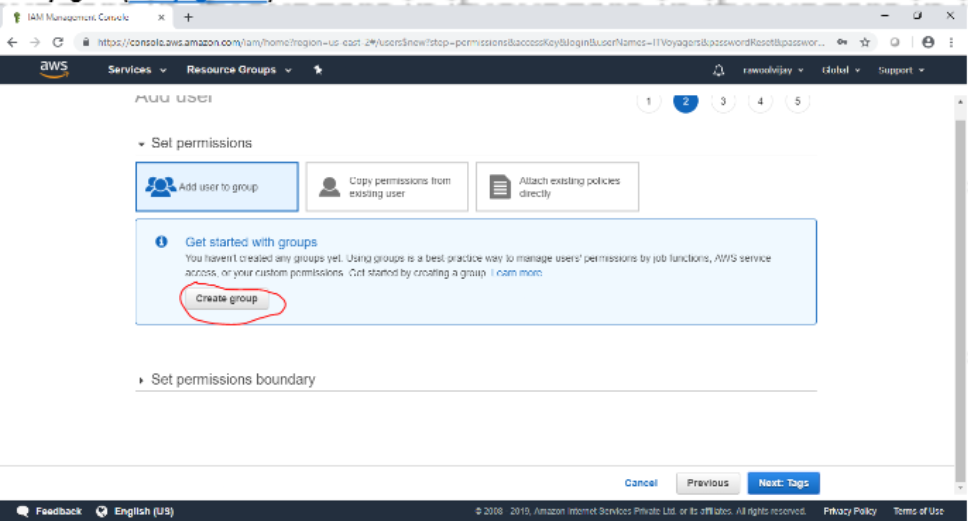 IAM Management Console
https://console.aws.amazon.com/iam/home?region=us-east-2#/users$new?step=permissions&accessKey&login&userNames=ITVoyagers&passwordReset&passwor...
aws Services Resource Groups rawoolvijay Global Support
Add user 1 2 3 4 5
Set permissions
Add user to group
Copy permissions from
existing user
Attach existing policies
directly
Get started with groups
You haven't created any groups yet. Using groups is a best practice way to manage users' permissions by job functions, AWS service
access, or your custom permissions. Get started by creating a group. Learn more
Create group
Set permissions boundary
Cancel Previous Next: Tags
Feedback English (US) © 2008 - 2019, Amazon Internet Services Private Ltd. or its affiliates. All rights reserved. Privacy Policy Terms of Use